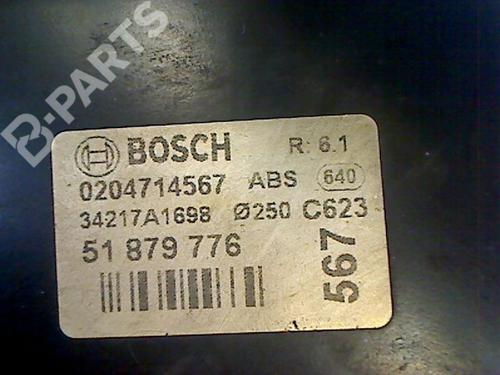 B-PARTS
BOSCH R: 6.1
0204714567 ABS 640
34217A1698 Ø250 C623
51 879 776
567